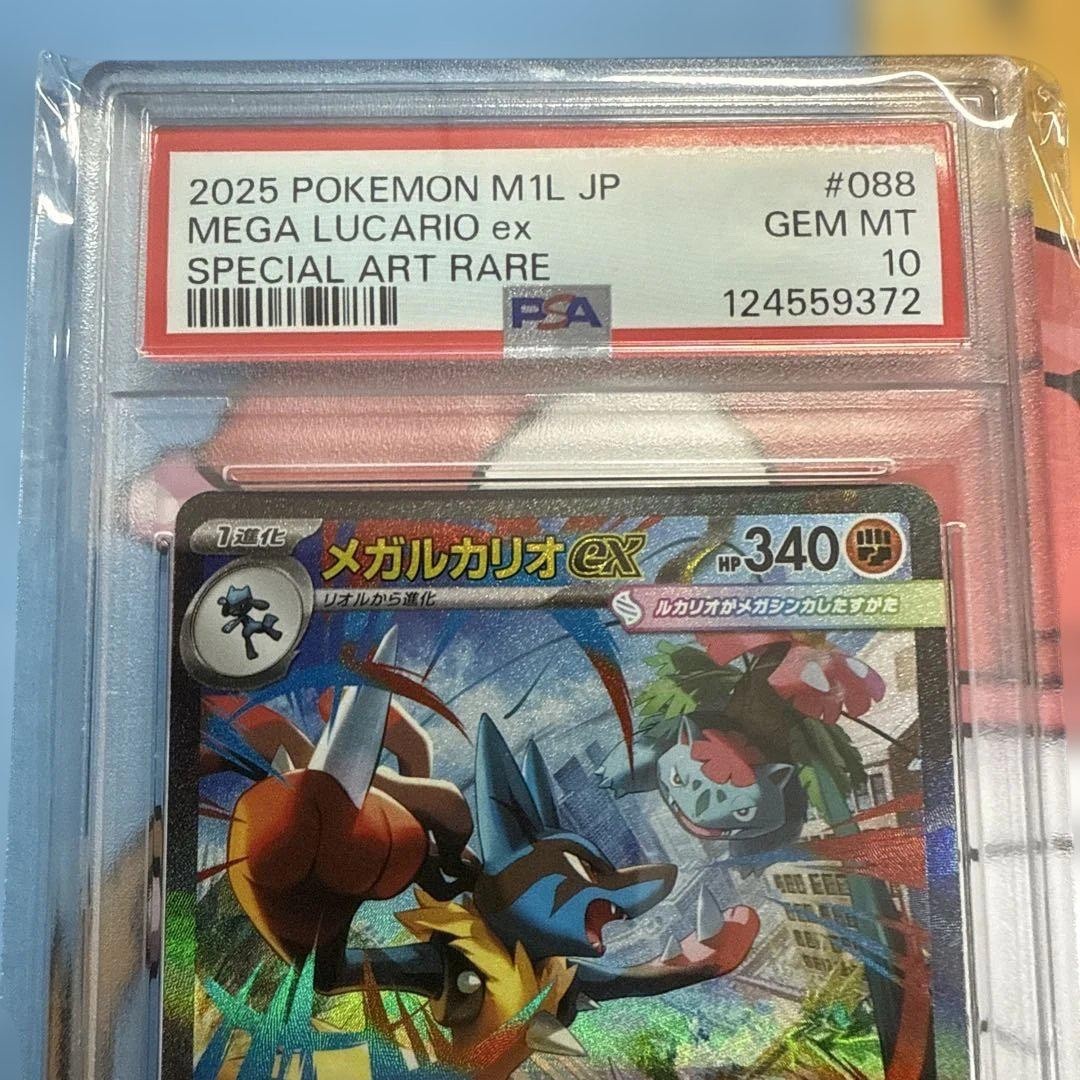 2025 POKEMON M1L JP #088
MEGA LUCARIO ex GEM MT
SPECIAL ART RARE 10
PSA 124559372
1進化 メガルカリオex HP340
リオルから進化 ルカリオがメガシンカしたすがた